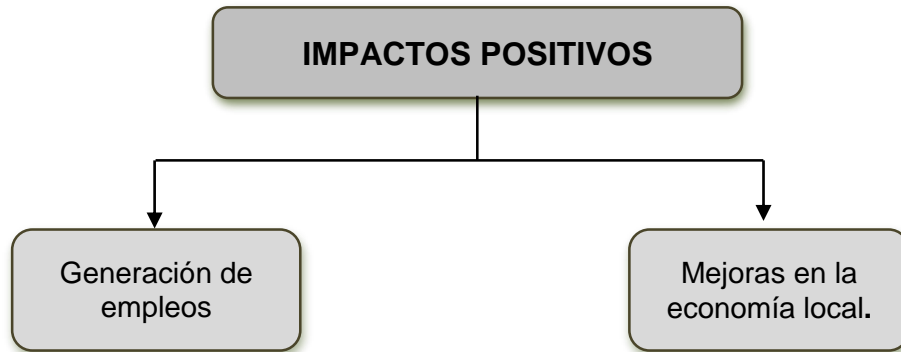 IMPACTOS POSITIVOS
Generación de
empleos
Mejoras en la
economía local.